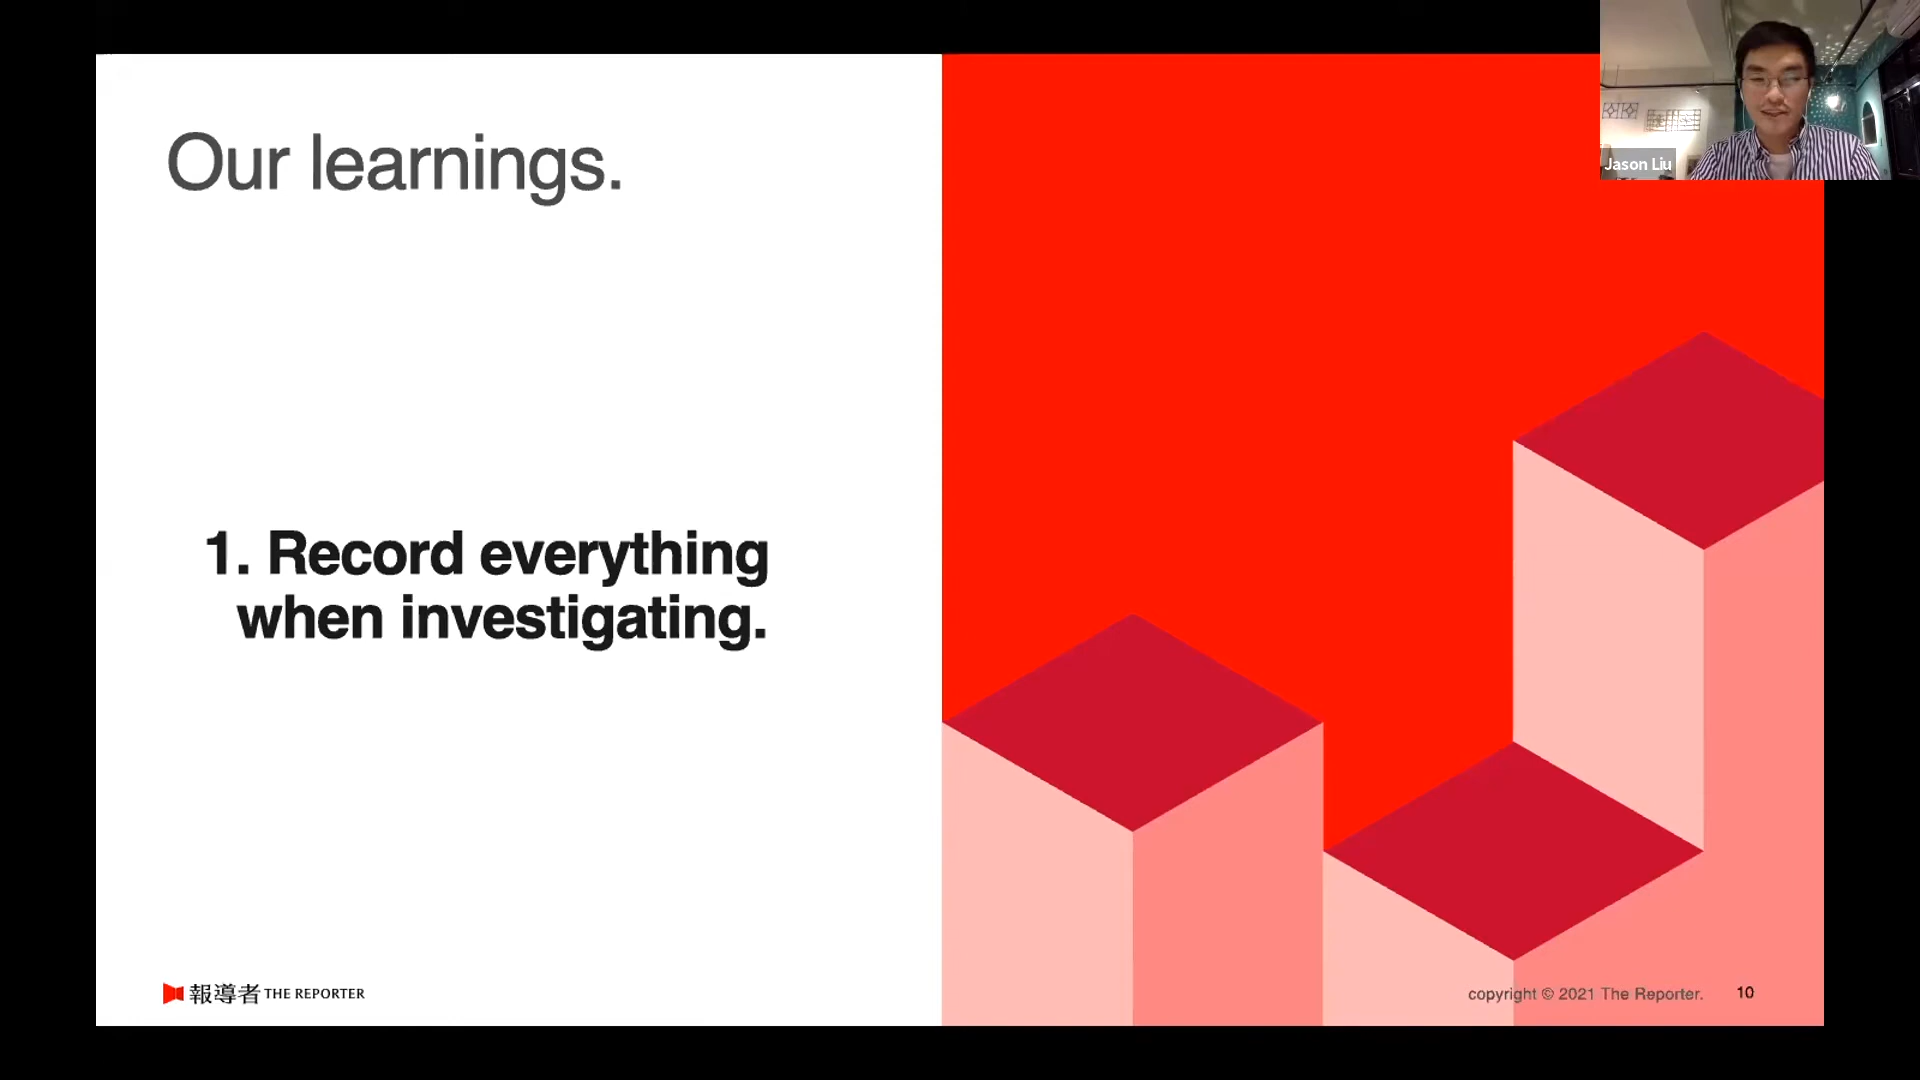 Our learnings.
Jason Liu
1. Record everything
when investigating.
報導者 THE REPORTER
copyright © 2021 The Reporter.
10